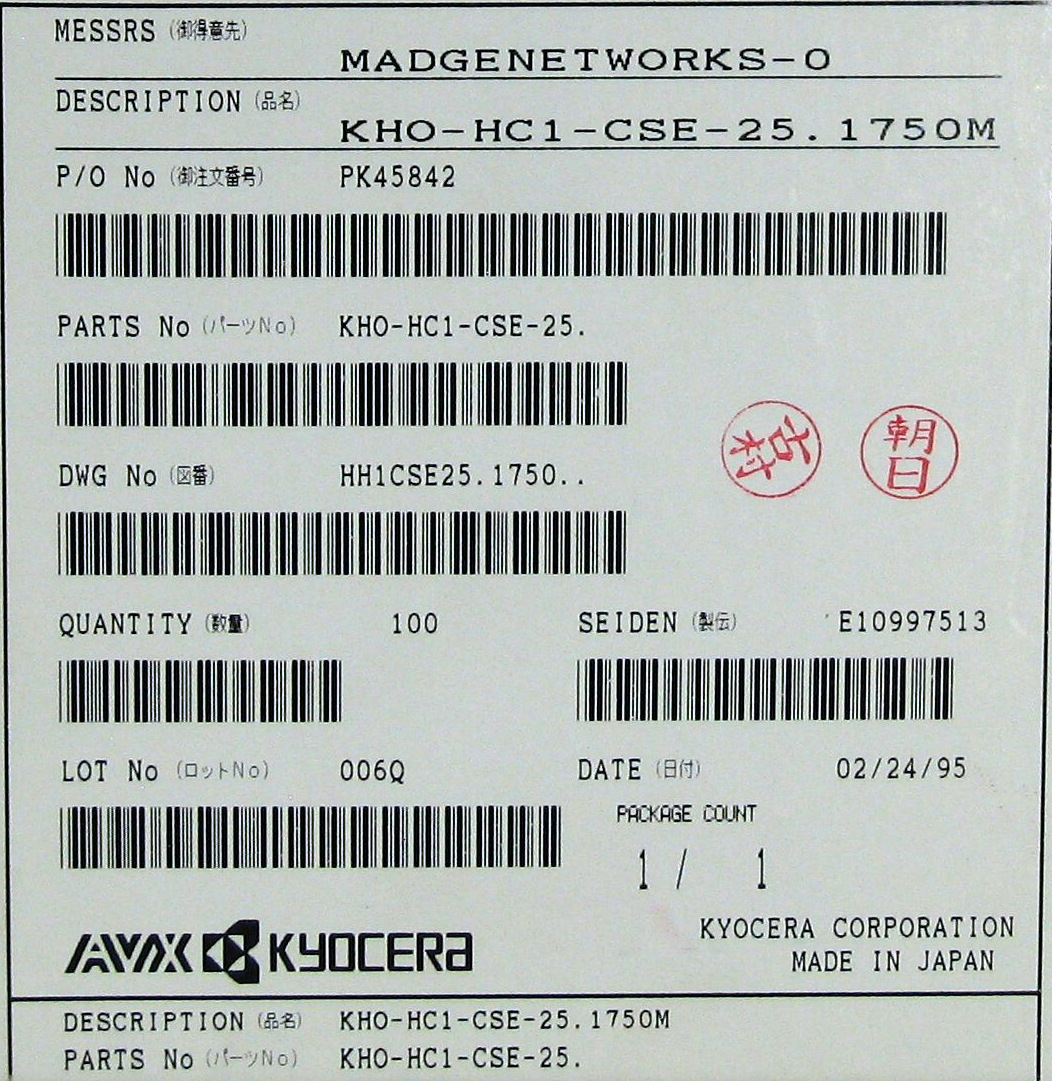 MESSRS (御得意先)
MADGENETWORKS-0
DESCRIPTION (品名)
KHO-HC1-CSE-25.1750M
P/O No (御注文番号) PK45842
PARTS No (パーツNo) KHO-HC1-CSE-25.
古村
朝日
DWG No (図番) HH1CSE25.1750..
QUANTITY (数量) 100 SEIDEN (製伝) E10997513
LOT No (ロットNo) 006Q DATE (日付) 02/24/95
PACKAGE COUNT
1 / 1
AVX KYOCERA
KYOCERA CORPORATION
MADE IN JAPAN
DESCRIPTION (品名) KHO-HC1-CSE-25.1750M
PARTS No (パーツNo) KHO-HC1-CSE-25.